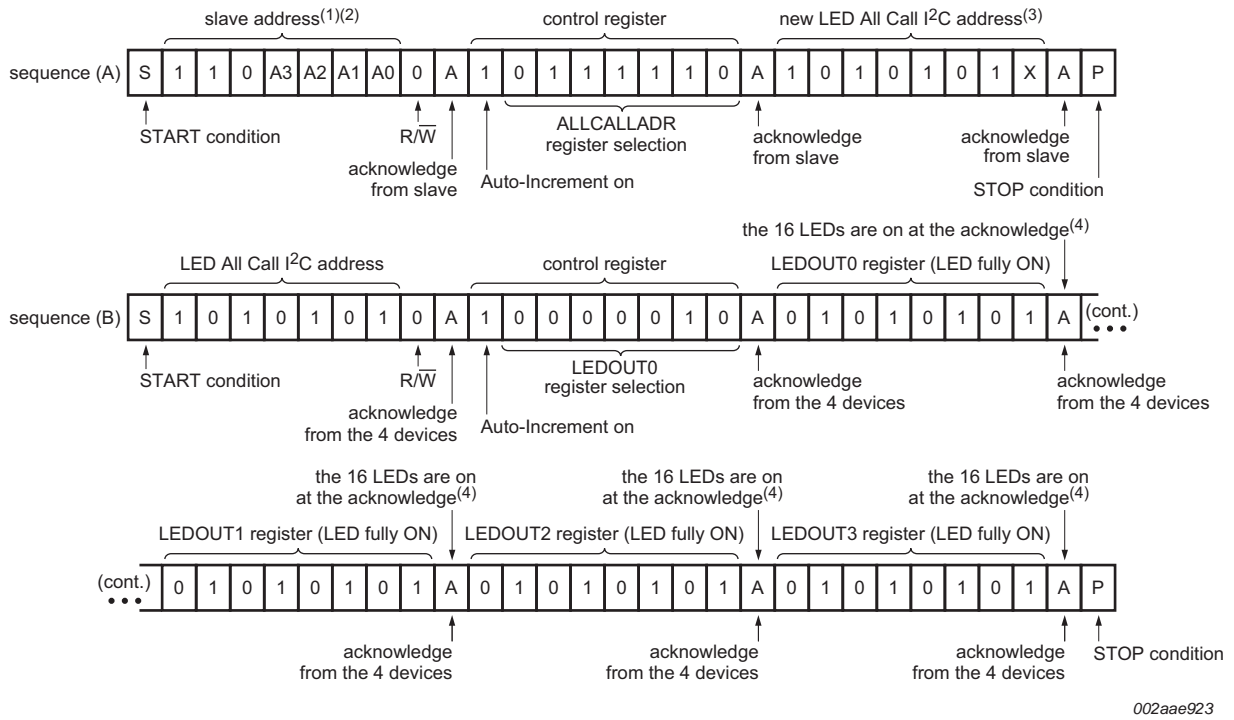 slave address(1)(2) control register new LED All Call I2C address(3)
sequence (A) S 1 1 0 A3 A2 A1 A0 0 A 1 0 1 1 1 1 1 0 A 1 0 1 0 1 0 1 X A P
START condition R/W ALLCALLADR acknowledge acknowledge
register selection from slave from slave
acknowledge
from slave Auto-Increment on STOP condition
the 16 LEDs are on at the acknowledge(4)
LED All Call I2C address control register LEDOUT0 register (LED fully ON)
sequence (B) S 1 0 1 0 1 0 1 0 A 1 0 0 0 0 0 1 0 A 0 1 0 1 0 1 0 1 A (cont.)
START condition R/W LEDOUT0 acknowledge acknowledge
register selection from the 4 devices from the 4 devices
acknowledge
from the 4 devices Auto-Increment on
the 16 LEDs are on the 16 LEDs are on the 16 LEDs are on
at the acknowledge(4) at the acknowledge(4) at the acknowledge(4)
LEDOUT1 register (LED fully ON) LEDOUT2 register (LED fully ON) LEDOUT3 register (LED fully ON)
(cont.) 0 1 0 1 0 1 0 1 A 0 1 0 1 0 1 0 1 A 0 1 0 1 0 1 0 1 A P
acknowledge acknowledge acknowledge STOP condition
from the 4 devices from the 4 devices from the 4 devices
002aae923